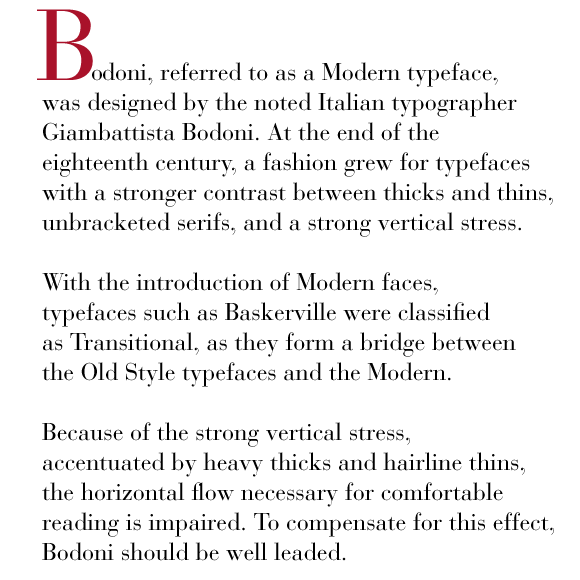 Bodoni, referred to as a Modern typeface,
was designed by the noted Italian typographer
Giambattista Bodoni. At the end of the
eighteenth century, a fashion grew for typefaces
with a stronger contrast between thicks and thins,
unbracketed serifs, and a strong vertical stress.
With the introduction of Modern faces,
typefaces such as Baskerville were classified
as Transitional, as they form a bridge between
the Old Style typefaces and the Modern.
Because of the strong vertical stress,
accentuated by heavy thicks and hairline thins,
the horizontal flow necessary for comfortable
reading is impaired. To compensate for this effect,
Bodoni should be well leaded.